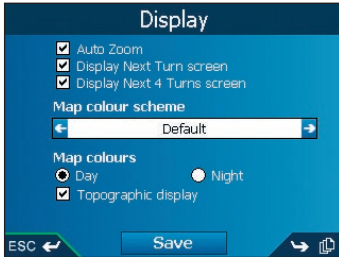 Display
Auto Zoom
Display Next Turn screen
Display Next 4 Turns screen
Map colour scheme
Default
Map colours
Day Night
Topographic display
ESC Save